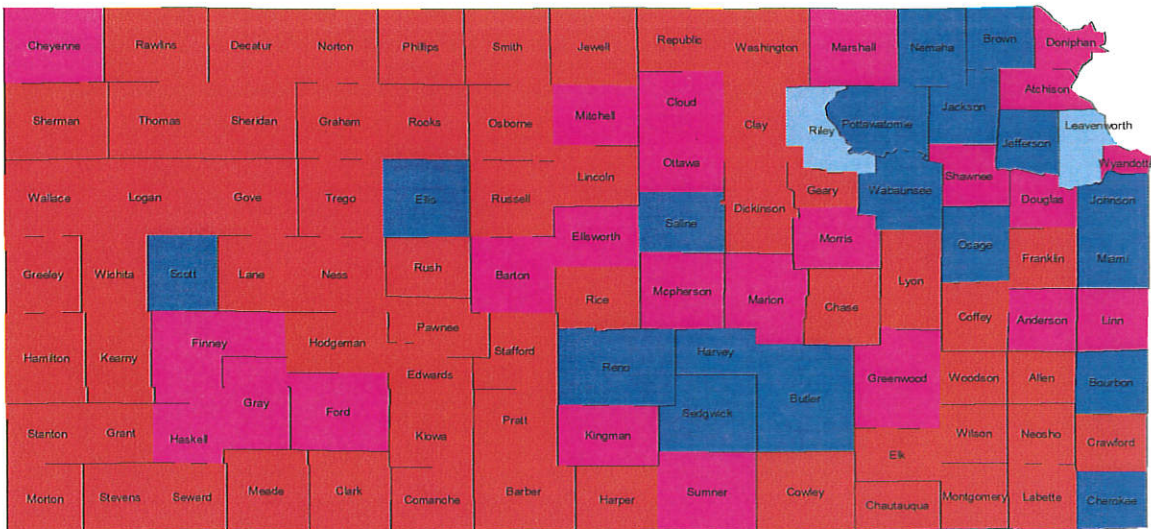 Cheyenne Rawlins Decatur Norton Phillips Smith Jewell Republic Washington Marshall Nemaha Brown Doniphan
Atchison
Sherman Thomas Sheridan Graham Rooks Osborne Mitchell Cloud Clay Riley Pottawatomie Jackson Jefferson Leavenworth
Wyandotte
Wallace Logan Gove Trego Ellis Russell Lincoln Ottawa Saline Dickinson Geary Wabaunsee Shawnee Douglas Johnson
Greeley Wichita Scott Lane Ness Rush Barton Ellsworth Rice Mcpherson Marion Morris Chase Lyon Osage Franklin Miami
Hamilton Kearny Finney Hodgeman Pawnee Stafford Reno Harvey Coffey Anderson Linn
Gray Ford Edwards Sedgwick Butler Greenwood Woodson Allen Bourbon
Stanton Grant Haskell Kiowa Pratt Kingman Elk Wilson Neosho Crawford
Morton Stevens Seward Meade Clark Comanche Barber Harper Sumner Cowley Chautauqua Montgomery Labette Cherokee